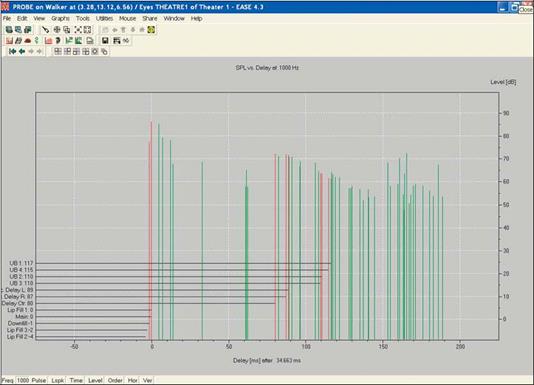 PROBE on Walker at (3.28,13.12,6.56) / Eyes THEATRE1 of Theater 1 - EASE 4.3
Close
File Edit View Graphs Tools Utilities Mouse Share Window Help
SPL vs. Delay at 1000 Hz
Level [dB]
90
80
70
60
50
40
30
20
10
0
UB 1: 117
UB 4: 115
UB 2: 110
UB 3: 110
Delay L: 89
Delay R: 87
Delay Ctr: 80
Lip Fill 1: 0
Main: 0
Downfill-1
Lip Fill 3:-2
Lip Fill 2:-4
-50 0 50 100 150 200
Delay [ms] after 34.663 ms
Freq 1000 Pulse Lspk Time Level Order Hor Ver